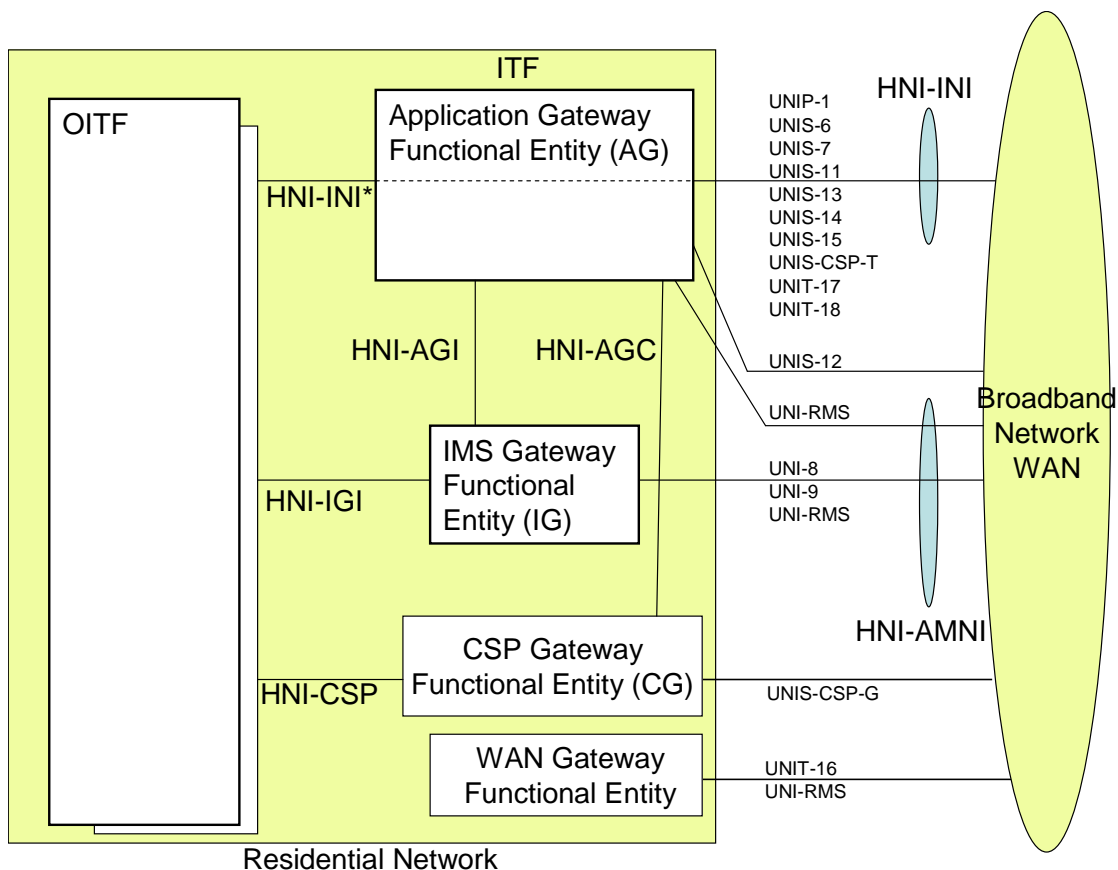 ITF
OITF
Application Gateway
Functional Entity (AG)
HNI-INI*
UNIP-1
UNIS-6
UNIS-7
UNIS-11
UNIS-13
UNIS-14
UNIS-15
UNIS-CSP-T
UNIT-17
UNIT-18
HNI-INI
HNI-AGI
HNI-AGC
UNIS-12
UNI-RMS
Broadband
Network
WAN
IMS Gateway
Functional
Entity (IG)
HNI-IGI
UNI-8
UNI-9
UNI-RMS
HNI-AMNI
CSP Gateway
Functional Entity (CG)
HNI-CSP
UNIS-CSP-G
WAN Gateway
Functional Entity
UNIT-16
UNI-RMS
Residential Network